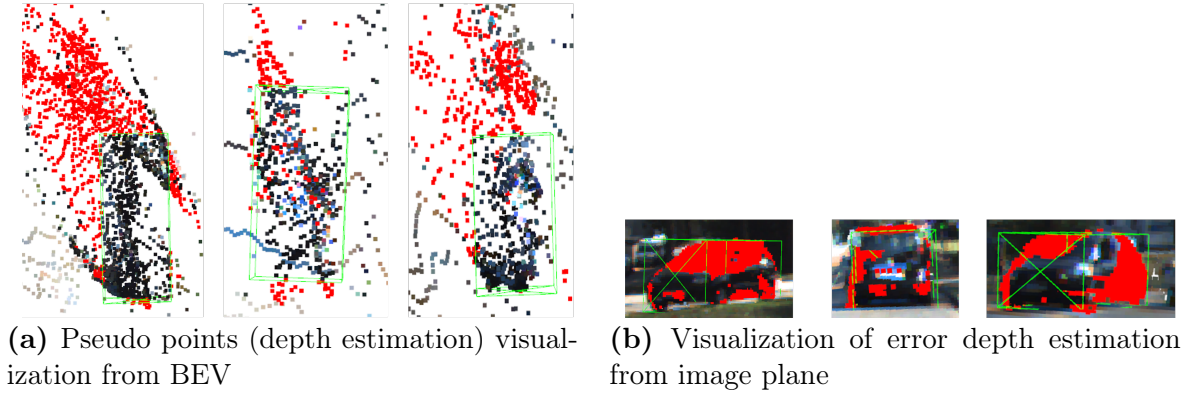 (a) Pseudo points (depth estimation) visual-
ization from BEV
(b) Visualization of error depth estimation
from image plane